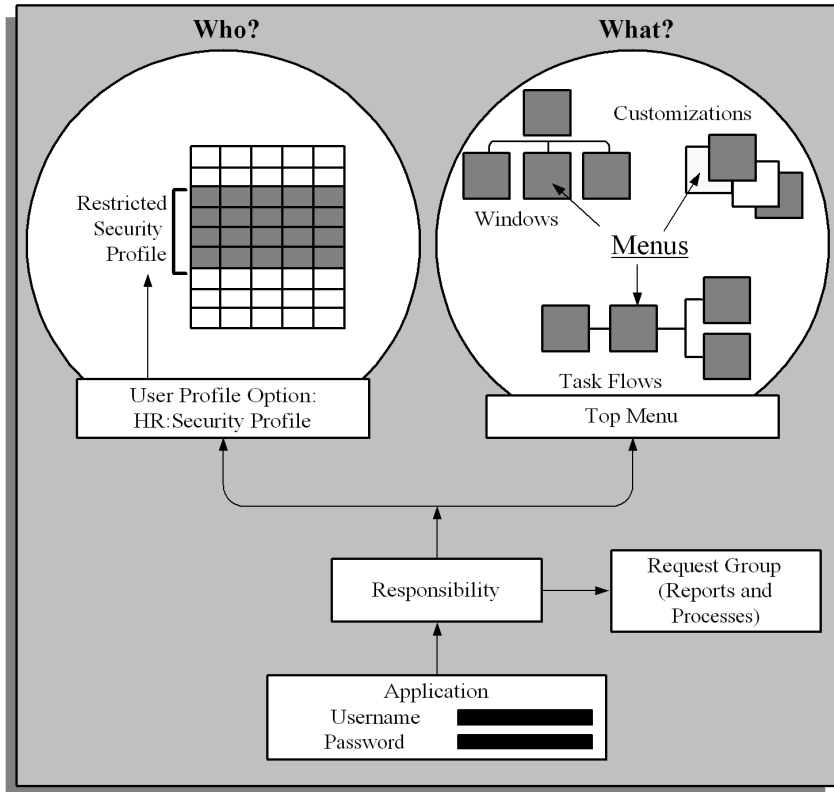 Who?
What?
Restricted
Security
Profile
User Profile Option:
HR:Security Profile
Customizations
Windows
Menus
Task Flows
Top Menu
Responsibility
Request Group
(Reports and
Processes)
Application
Username
Password